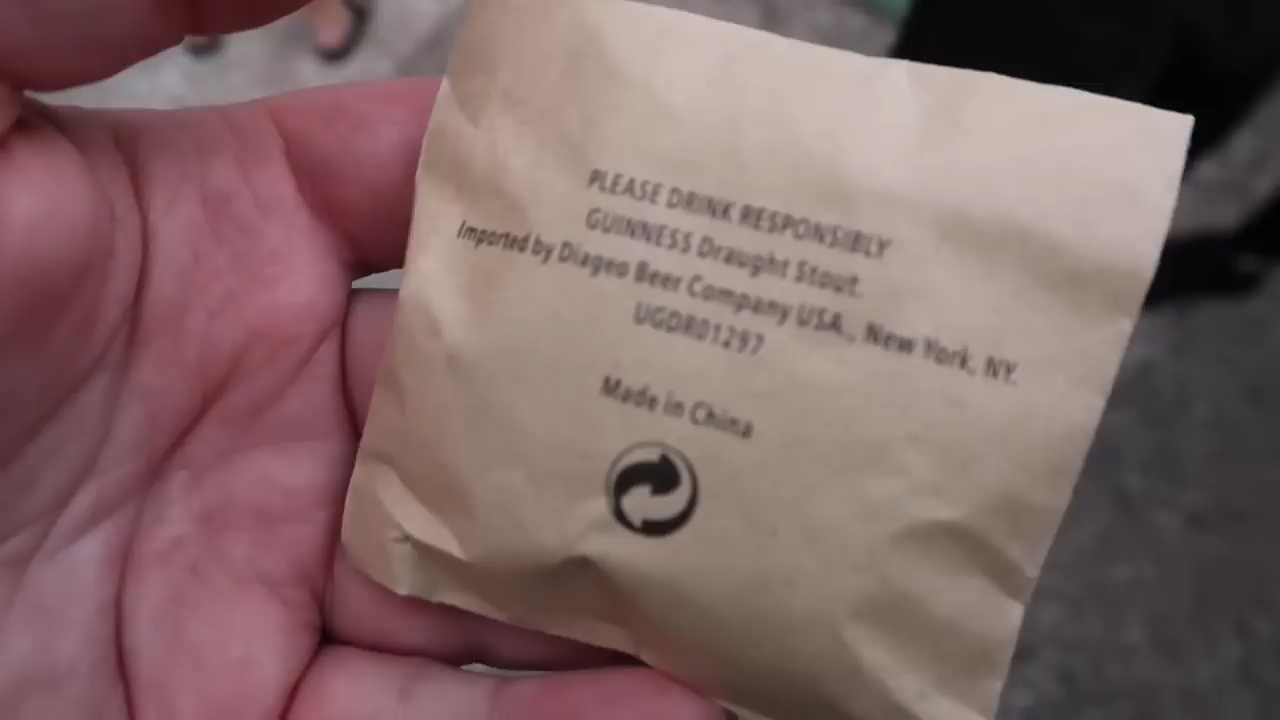 PLEASE DRINK RESPONSIBLY
GUINNESS Draught Stout.
Imported by Diageo Beer Company USA., New York, NY.
UGDR01297
Made in China